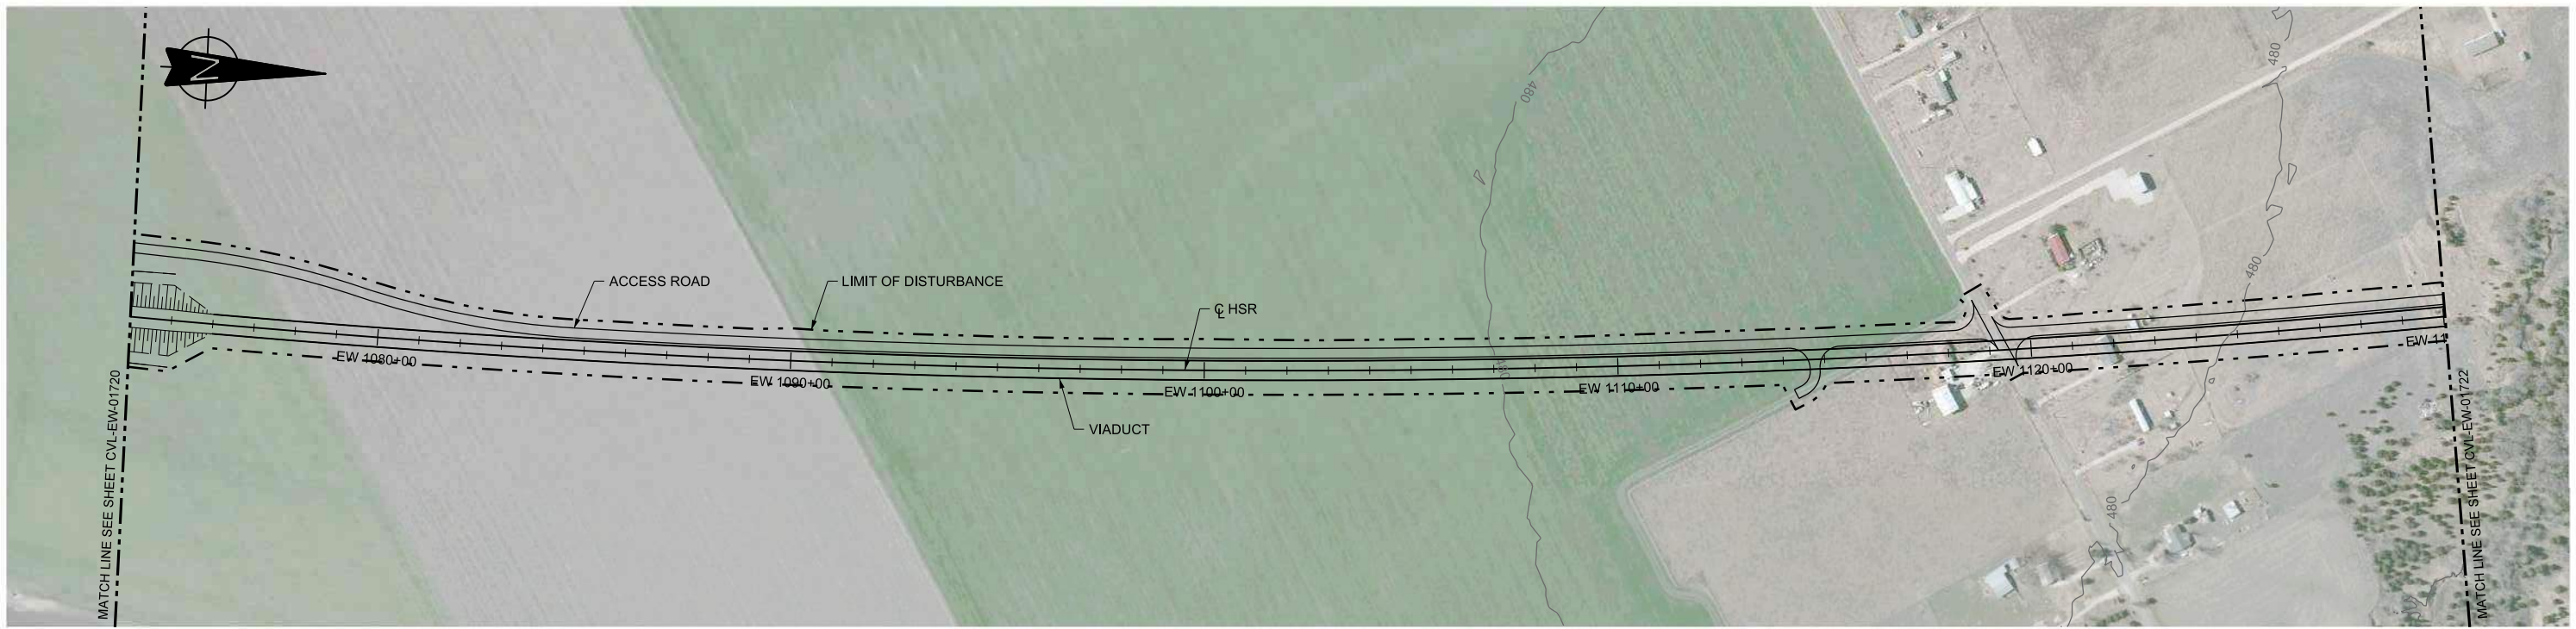 N
480
480
ACCESS ROAD
LIMIT OF DISTURBANCE
℄ HSR
480
EW 1080+00
EW 1090+00
EW 1100+00
EW 1110+00
EW 1120+00
EW 11
VIADUCT
480
480
MATCH LINE SEE SHEET CVL-EW-01720
MATCH LINE SEE SHEET CVL-EW-01722